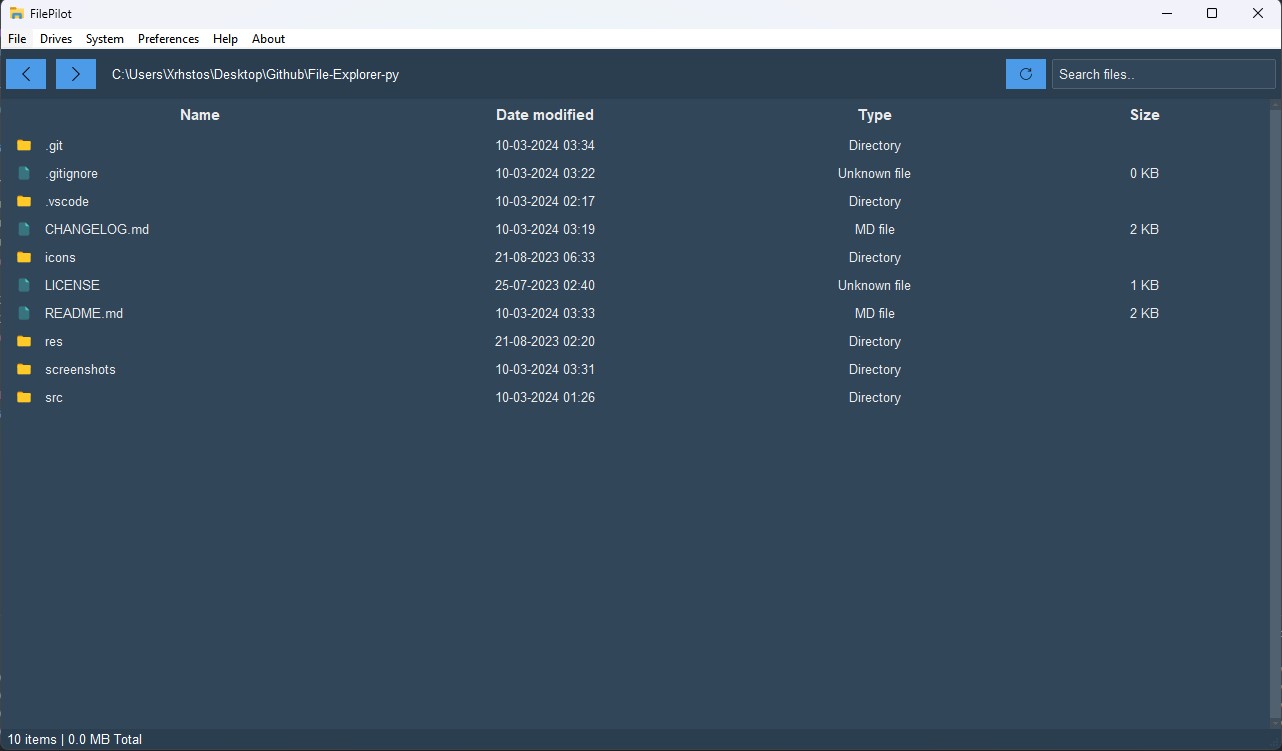 FilePilot
File Drives System Preferences Help About
C:\Users\Xrhstos\Desktop\Github\File-Explorer-py Search files..
Name Date modified Type Size
.git 10-03-2024 03:34 Directory
.gitignore 10-03-2024 03:22 Unknown file 0 KB
.vscode 10-03-2024 02:17 Directory
CHANGELOG.md 10-03-2024 03:19 MD file 2 KB
icons 21-08-2023 06:33 Directory
LICENSE 25-07-2023 02:40 Unknown file 1 KB
README.md 10-03-2024 03:33 MD file 2 KB
res 21-08-2023 02:20 Directory
screenshots 10-03-2024 03:31 Directory
src 10-03-2024 01:26 Directory
10 items | 0.0 MB Total